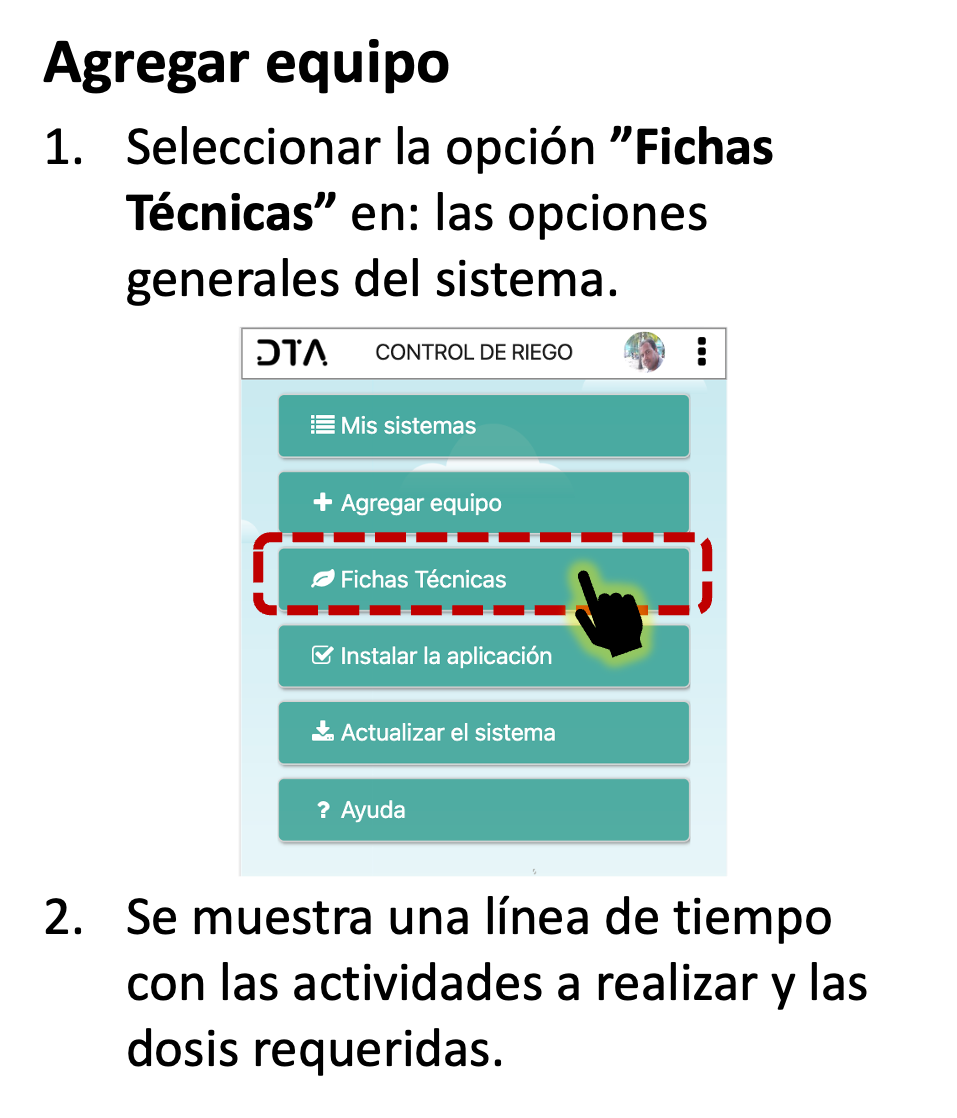 Agregar equipo
1. Seleccionar la opción ”Fichas
Técnicas” en: las opciones
generales del sistema.
DTA CONTROL DE RIEGO
Mis sistemas
Agregar equipo
Fichas Técnicas
Instalar la aplicación
Actualizar el sistema
? Ayuda
2. Se muestra una línea de tiempo
con las actividades a realizar y las
dosis requeridas.